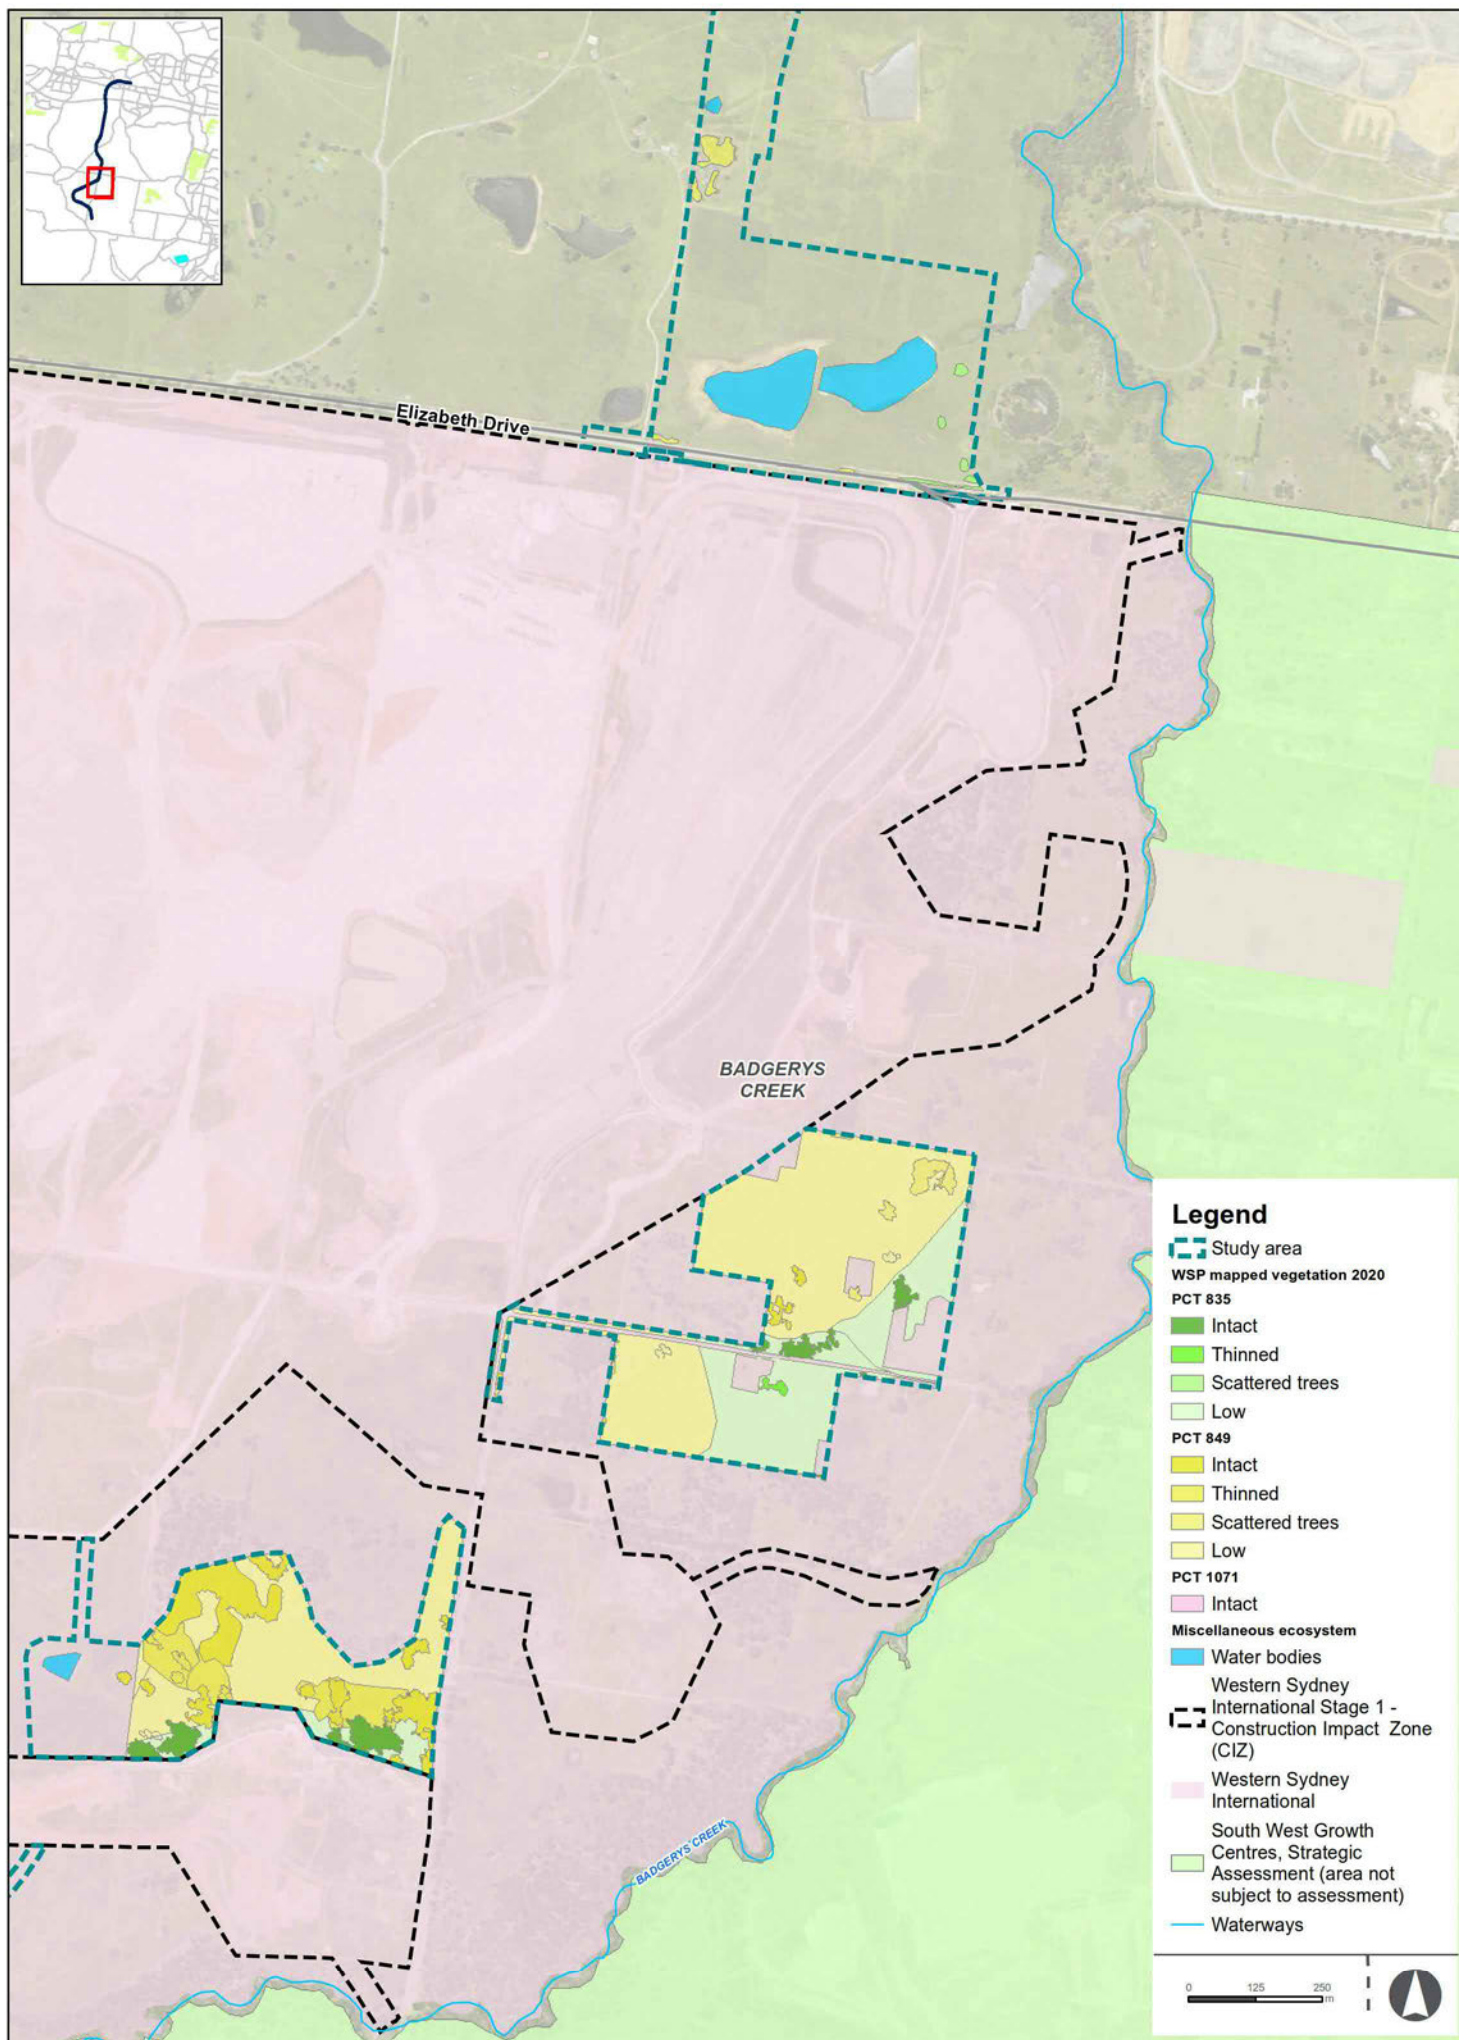 Elizabeth Drive
BADGERYS
CREEK
BADGERYS CREEK
Legend
Study area
WSP mapped vegetation 2020
PCT 835
Intact
Thinned
Scattered trees
Low
PCT 849
Intact
Thinned
Scattered trees
Low
PCT 1071
Intact
Miscellaneous ecosystem
Water bodies
Western Sydney
International Stage 1 -
Construction Impact Zone
(CIZ)
Western Sydney
International
South West Growth
Centres, Strategic
Assessment (area not
subject to assessment)
Waterways
0 125 250
m